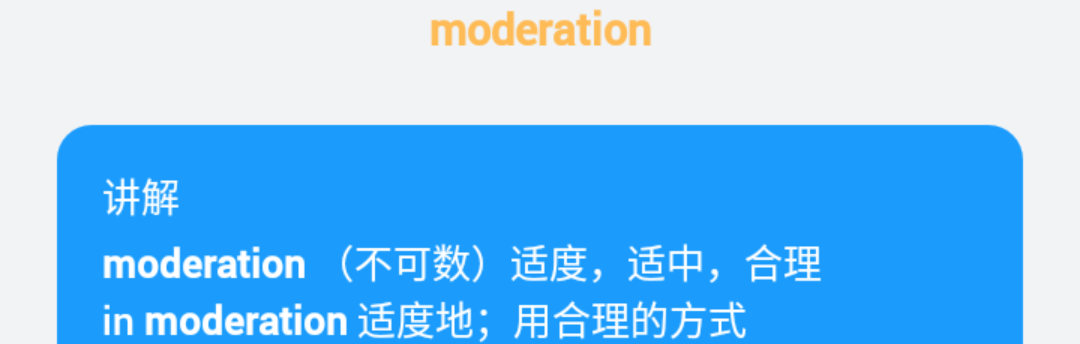 moderation
讲解
moderation （不可数）适度，适中，合理
in moderation 适度地；用合理的方式